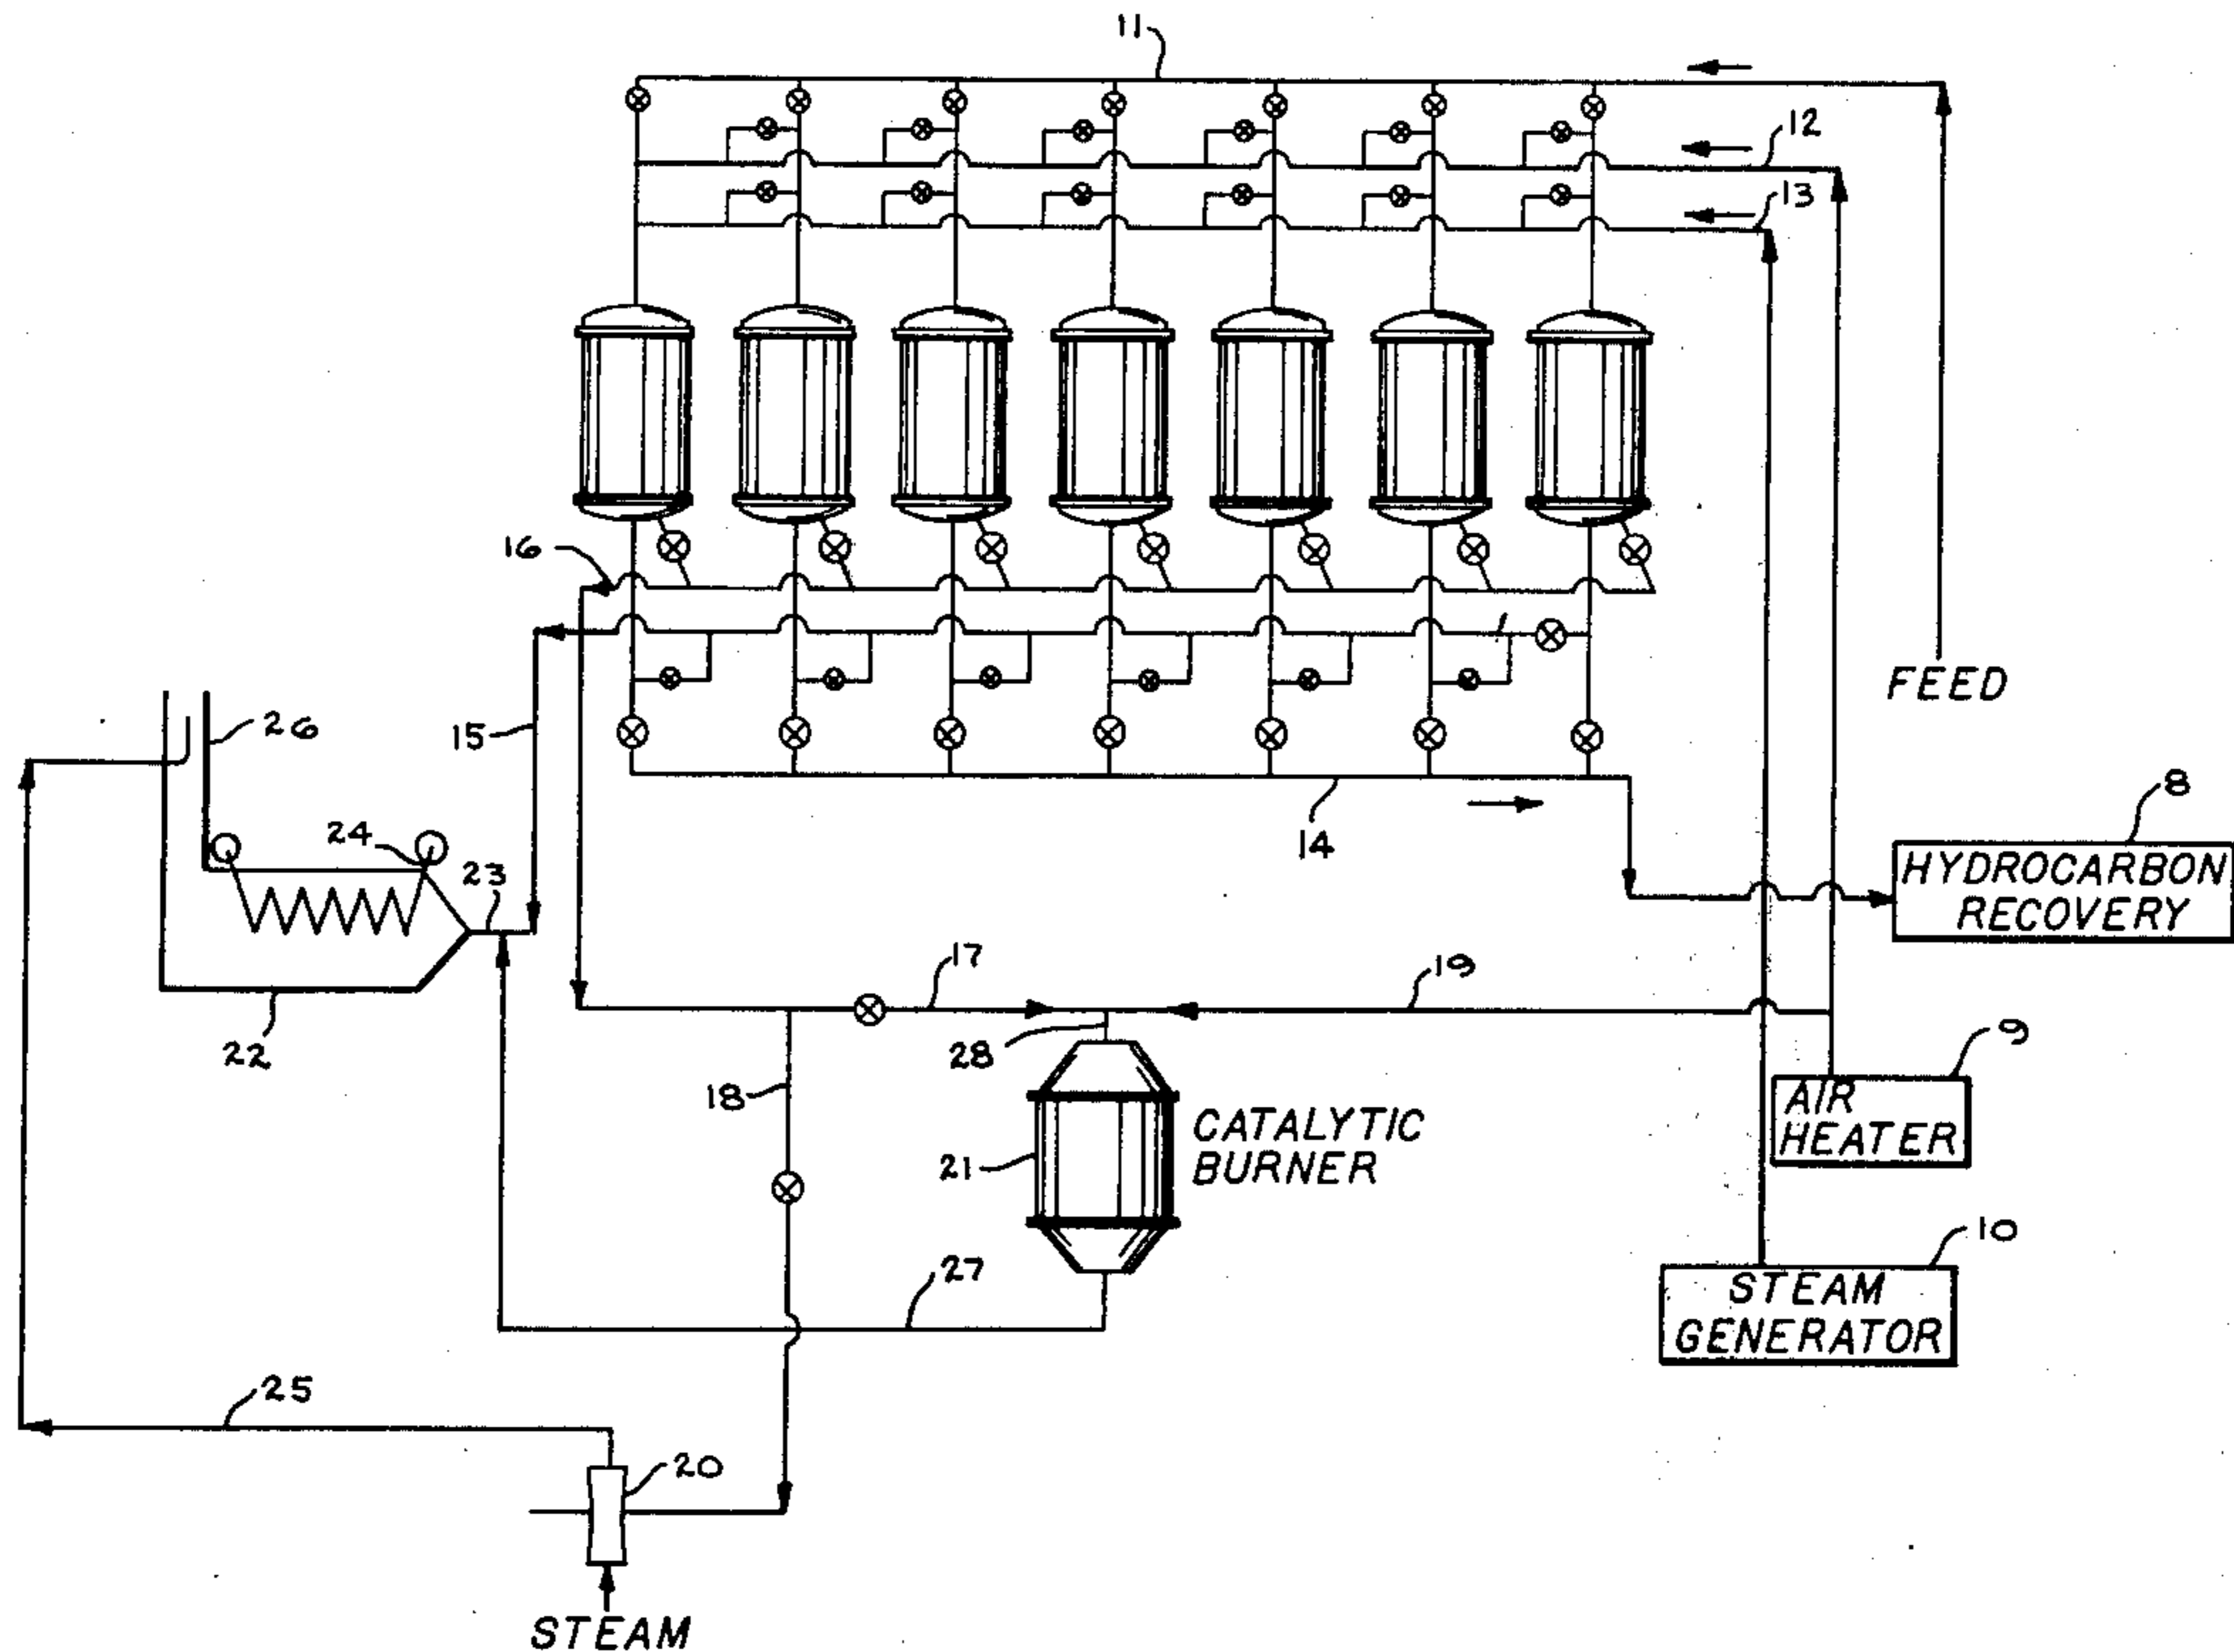 11
12
13
16
FEED
26
15
8
14
24
23
HYDROCARBON
RECOVERY
17
19
22
28
9
18
AIR
HEATER
CATALYTIC
BURNER
21
10
27
STEAM
GENERATOR
25
20
STEAM